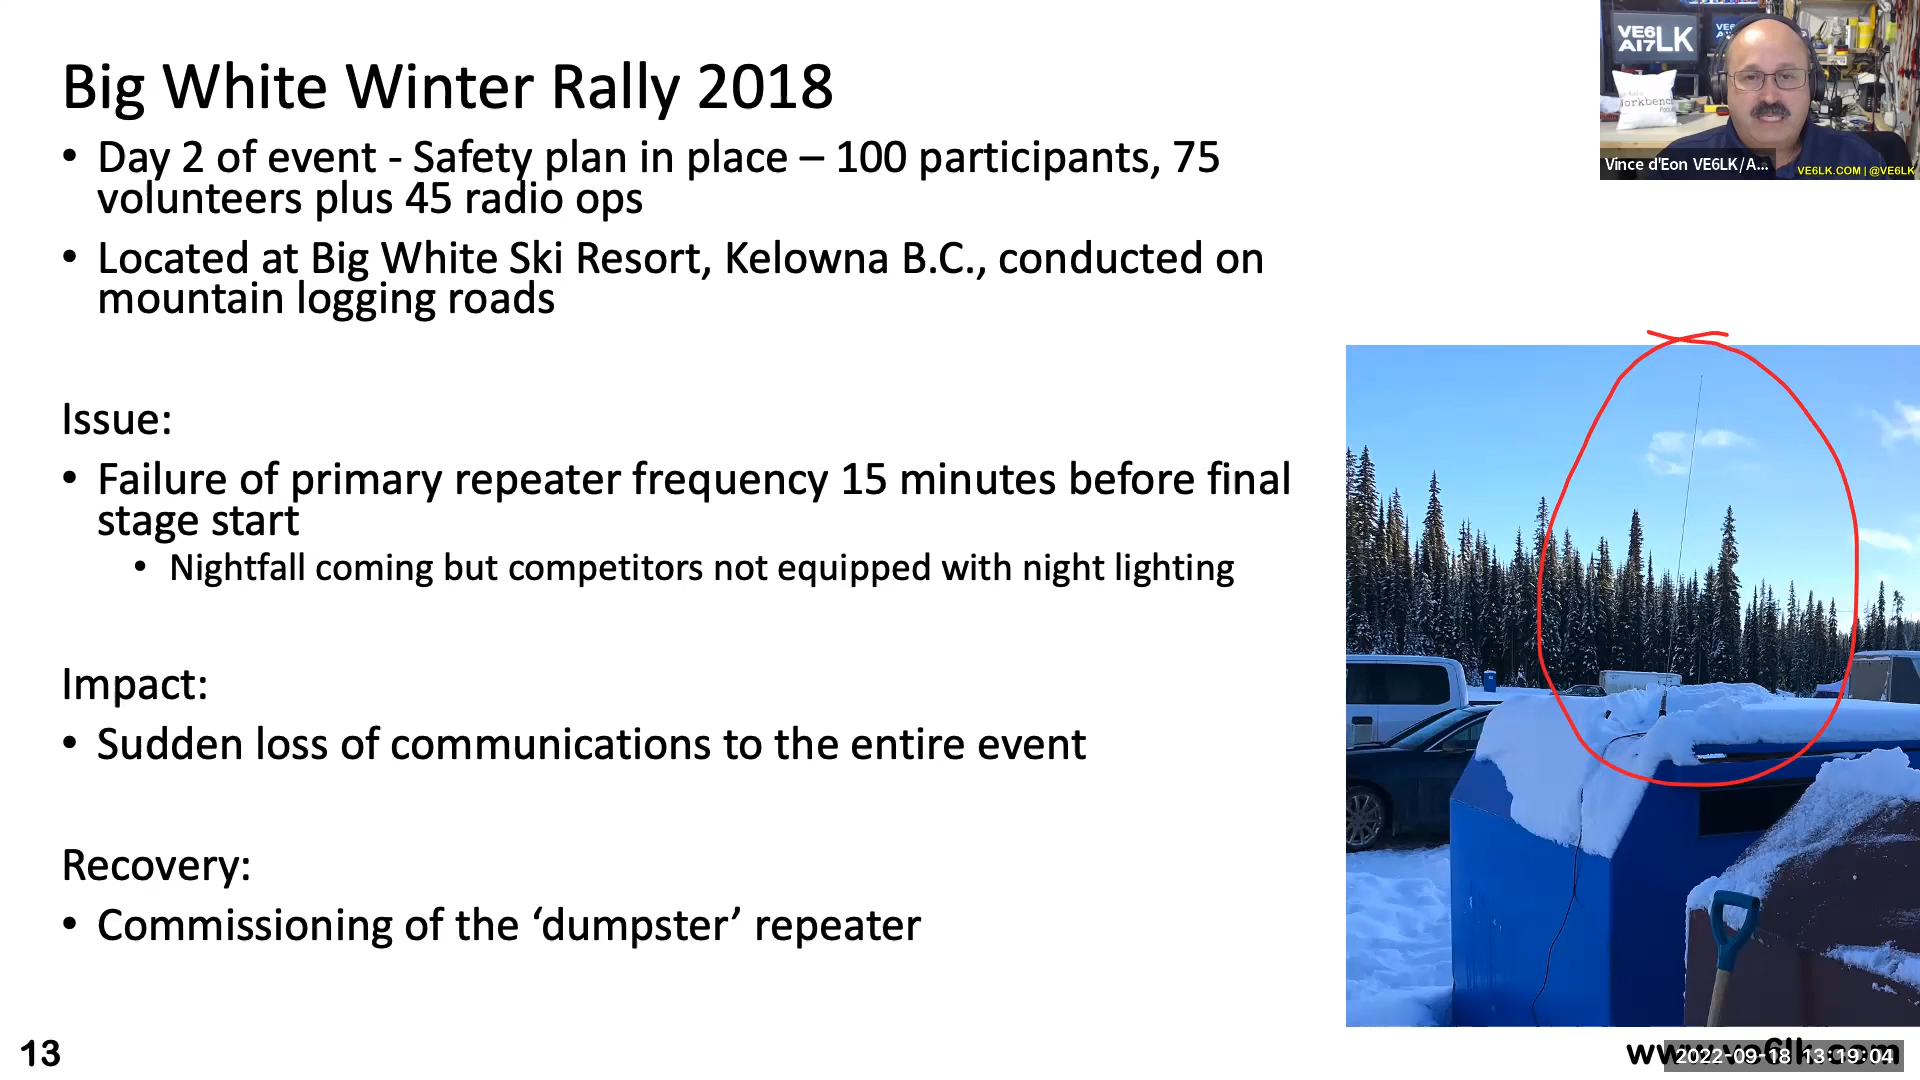 Big White Winter Rally 2018
• Day 2 of event - Safety plan in place – 100 participants, 75
volunteers plus 45 radio ops
• Located at Big White Ski Resort, Kelowna B.C., conducted on
mountain logging roads
Issue:
• Failure of primary repeater frequency 15 minutes before final
stage start
• Nightfall coming but competitors not equipped with night lighting
Impact:
• Sudden loss of communications to the entire event
Recovery:
• Commissioning of the ‘dumpster’ repeater
13
www.ve6lk.com
2022-09-18 13:19:04
VE6LK
AI7LK
Vince d'Eon VE6LK/A...
VE6LK.COM | @VE6LK